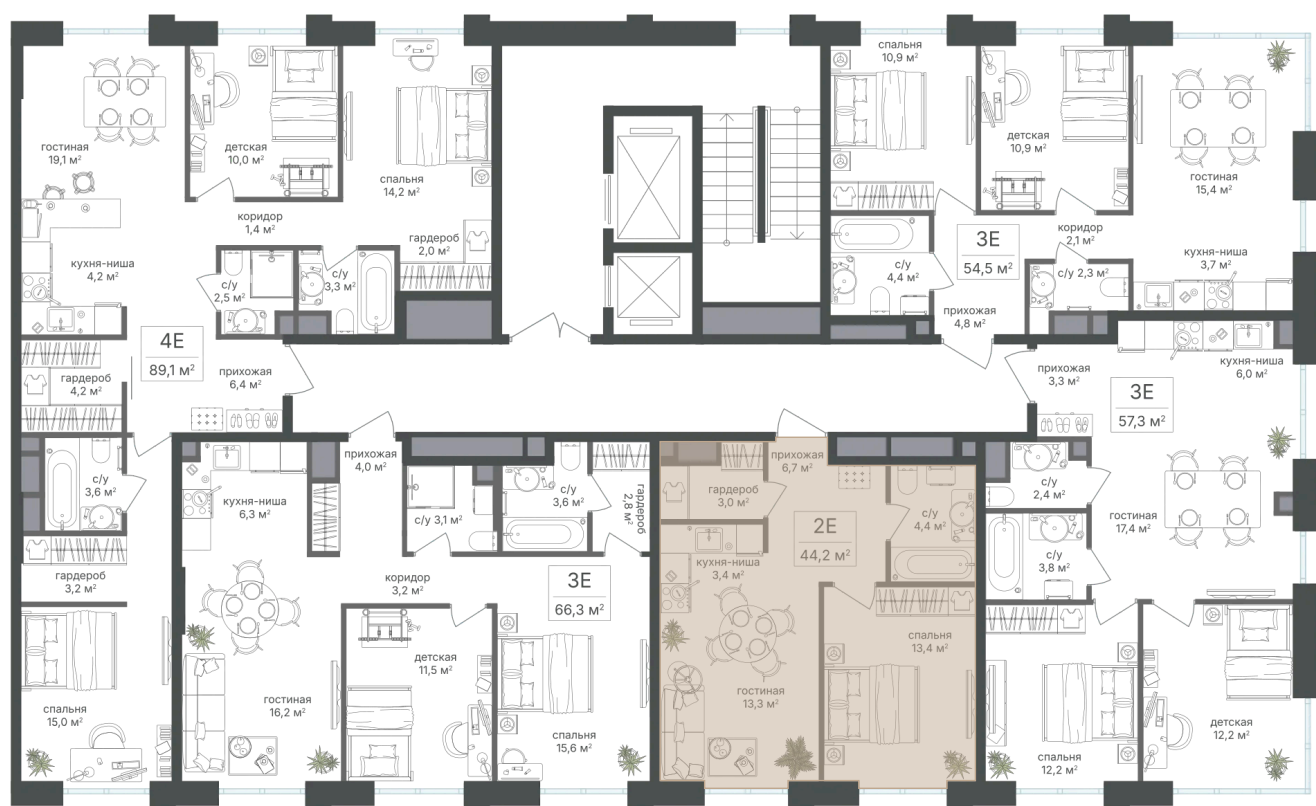 гостиная
19,1 м²
детская
10,0 м²
спальня
14,2 м²
коридор
1,4 м²
гардероб
2,0 м²
кухня-ниша
4,2 м²
с/у
2,5 м²
с/у
3,3 м²
4Е
89,1 м²
гардероб
4,2 м²
прихожая
6,4 м²
с/у
3,6 м²
гардероб
3,2 м²
спальня
15,0 м²
спальня
10,9 м²
детская
10,9 м²
гостиная
15,4 м²
коридор
2,1 м²
3Е
54,5 м²
с/у
4,4 м²
с/у 2,3 м²
кухня-ниша
3,7 м²
прихожая
4,8 м²
прихожая
3,3 м²
кухня-ниша
6,0 м²
3Е
57,3 м²
с/у
2,4 м²
гостиная
17,4 м²
с/у
3,8 м²
спальня
12,2 м²
детская
12,2 м²
прихожая
4,0 м²
кухня-ниша
6,3 м²
с/у 3,1 м²
с/у
3,6 м²
гардероб
2,8 м²
коридор
3,2 м²
3Е
66,3 м²
детская
11,5 м²
гостиная
16,2 м²
спальня
15,6 м²
прихожая
6,7 м²
гардероб
3,0 м²
с/у
4,4 м²
2Е
44,2 м²
кухня-ниша
3,4 м²
спальня
13,4 м²
гостиная
13,3 м²